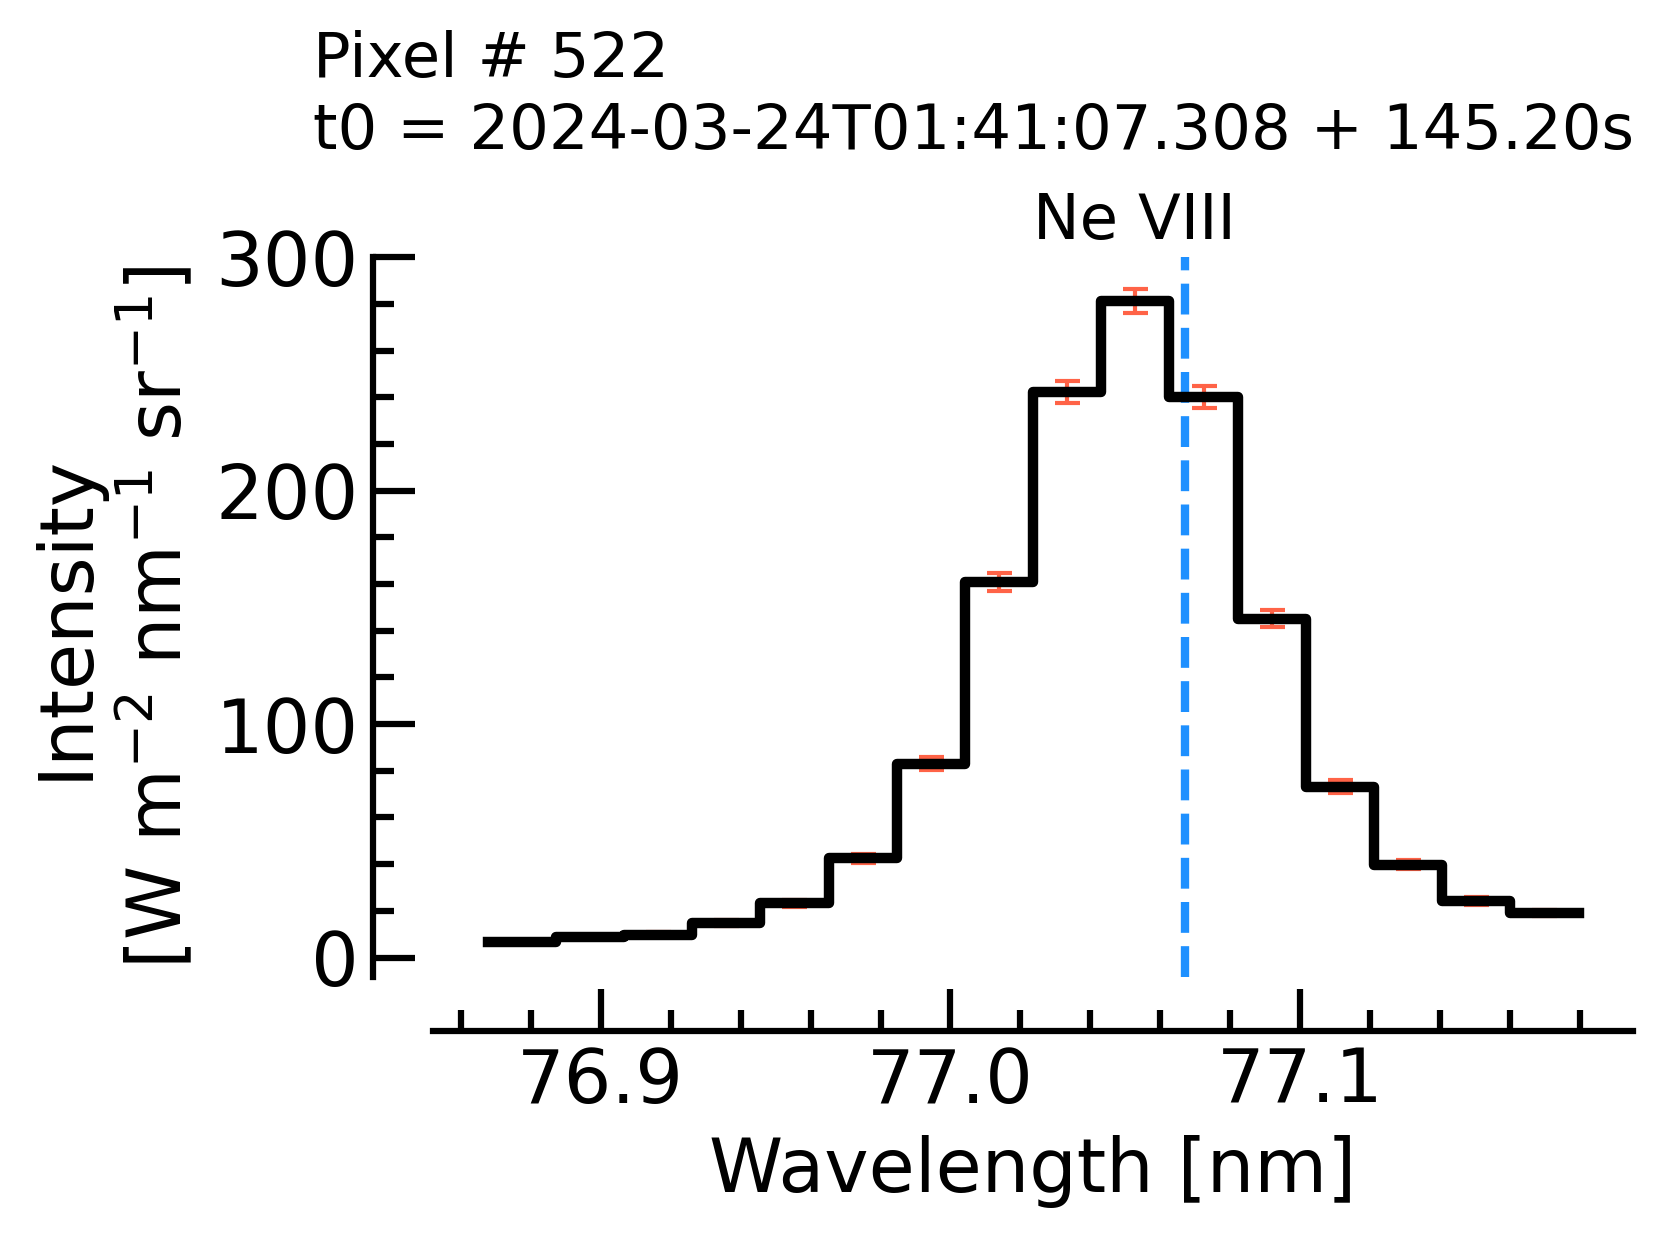 Pixel # 522
t0 = 2024-03-24T01:41:07.308 + 145.20s
Ne VIII
Intensity
[W m⁻² nm⁻¹ sr⁻¹]
300
200
100
0
76.9 77.0 77.1
Wavelength [nm]